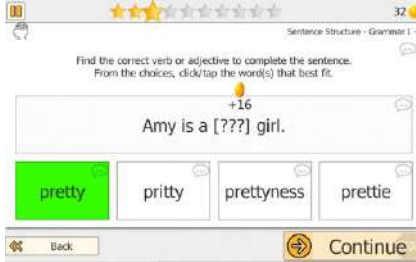 32
Sentence Structure - Grammar I -
Find the correct verb or adjective to complete the sentence.
From the choices, click/tap the word(s) that best fit.
+16
Amy is a [???] girl.
pretty
pritty
prettyness
prettie
Back
Continue